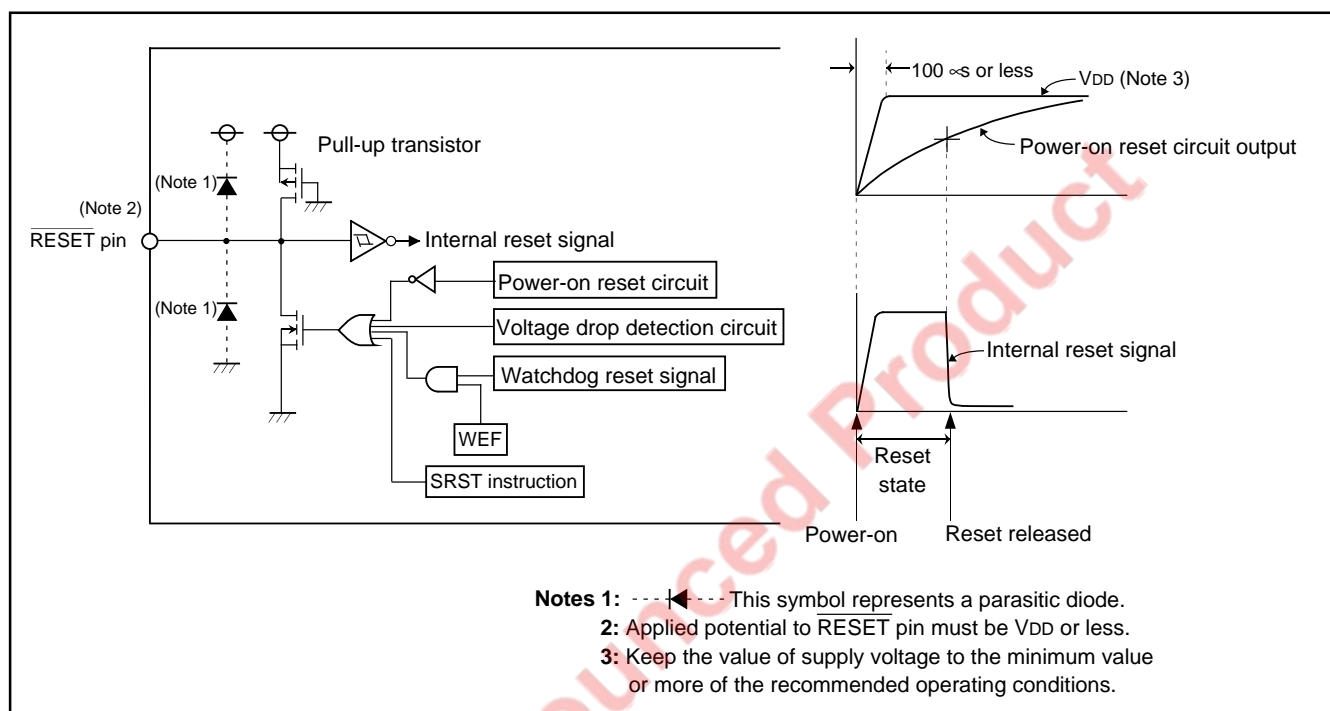 100 ∝s or less
VDD (Note 3)
Power-on reset circuit output
Pull-up transistor
(Note 1)
(Note 2)
RESET pin
Internal reset signal
(Note 1)
Power-on reset circuit
Voltage drop detection circuit
Watchdog reset signal
WEF
SRST instruction
Internal reset signal
Reset
state
Power-on
Reset released
Notes 1: This symbol represents a parasitic diode.
2: Applied potential to RESET pin must be VDD or less.
3: Keep the value of supply voltage to the minimum value
or more of the recommended operating conditions.
Product